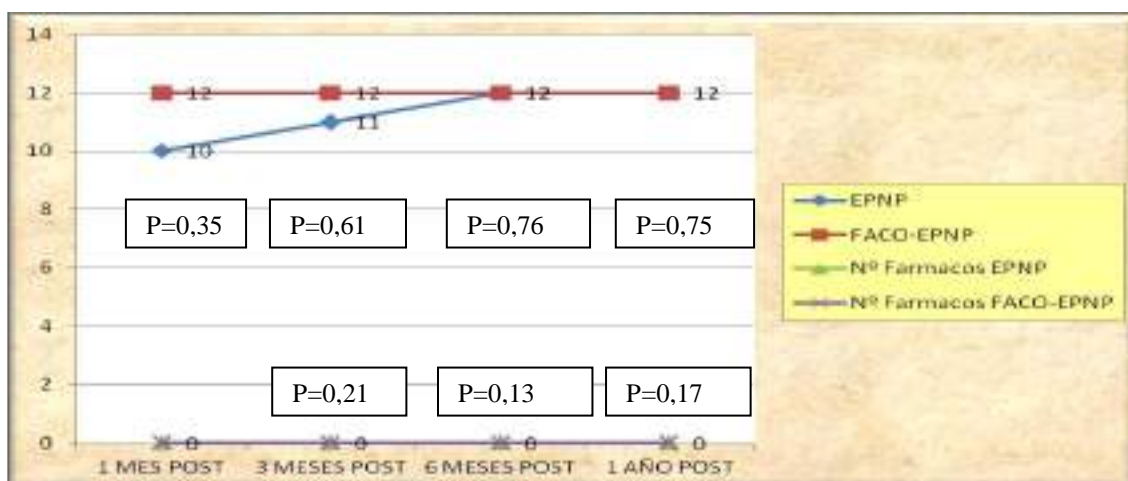 14
12
12
12
12
12
11
10
10
8
P=0,35
P=0,61
P=0,76
P=0,75
EPNP
FACO-EPNP
Nº Farmacos EPNP
Nº Farmacos FACO-EPNP
6
4
2
P=0,21
P=0,13
P=0,17
0
0
0
0
0
1 MES POST
3 MESES POST
6 MESES POST
1 AÑO POST